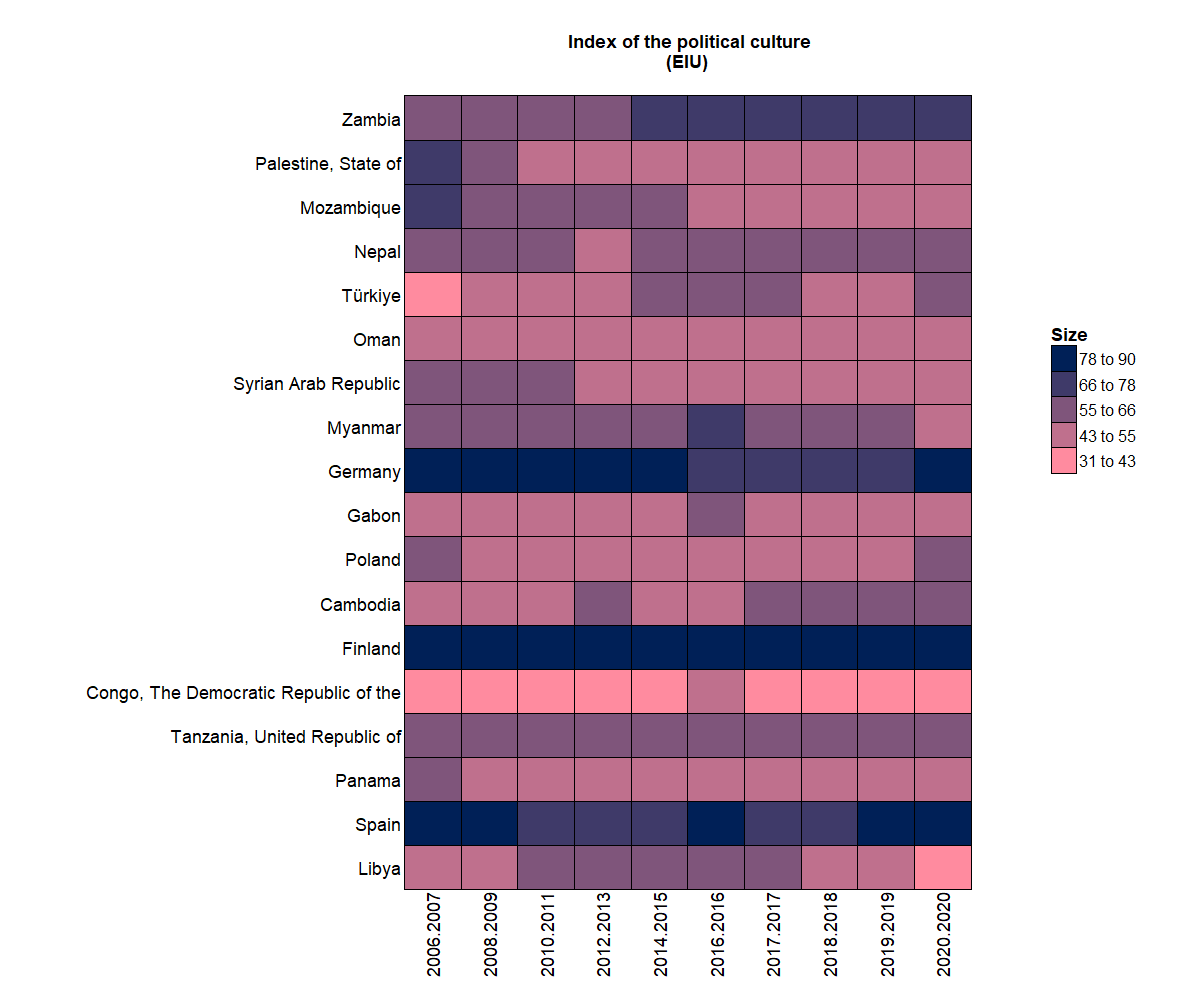 Index of the political culture
(EIU)
Zambia
Palestine, State of
Mozambique
Nepal
Türkiye
Oman
Syrian Arab Republic
Myanmar
Germany
Gabon
Poland
Cambodia
Finland
Congo, The Democratic Republic of the
Tanzania, United Republic of
Panama
Spain
Libya
2006.2007
2008.2009
2010.2011
2012.2013
2014.2015
2016.2016
2017.2017
2018.2018
2019.2019
2020.2020
Size
78 to 90
66 to 78
55 to 66
43 to 55
31 to 43